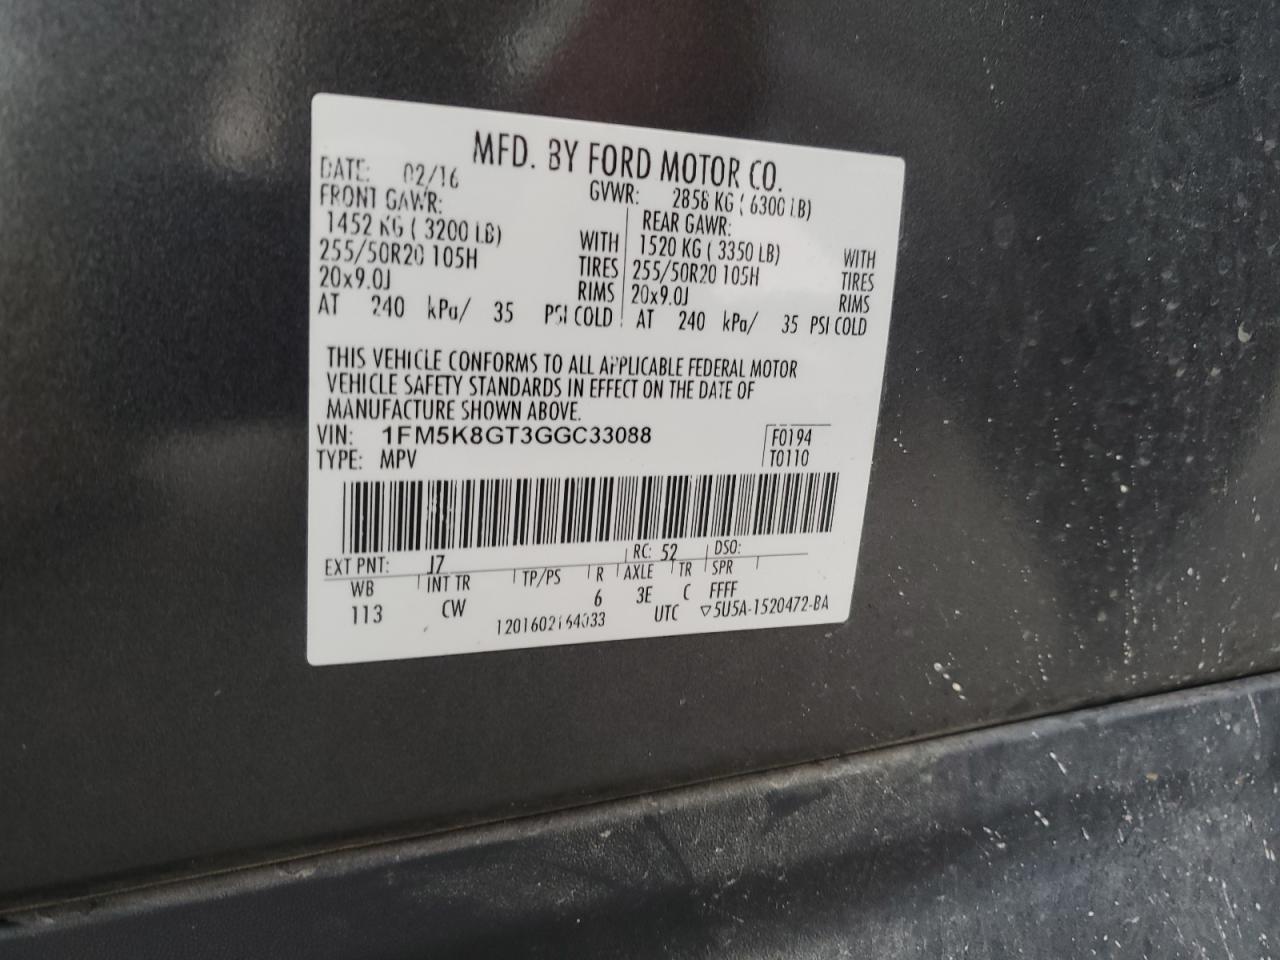 MFD. BY FORD MOTOR CO.
DATE: 02/16 GVWR: 2858 KG ( 6300 LB)
FRONT GAWR: REAR GAWR:
1452 KG ( 3200 LB) WITH 1520 KG ( 3350 LB) WITH
255/50R20 105H TIRES 255/50R20 105H TIRES
20x9.0J RIMS 20x9.0J RIMS
AT 240 kPa/ 35 PSI COLD AT 240 kPa/ 35 PSI COLD
THIS VEHICLE CONFORMS TO ALL APPLICABLE FEDERAL MOTOR
VEHICLE SAFETY STANDARDS IN EFFECT ON THE DATE OF
MANUFACTURE SHOWN ABOVE.
VIN: 1FM5K8GT3GGC33088 F0194
TYPE: MPV T0110
EXT PNT: J7 RC: 52 DSO:
WB INT TR TP/PS R AXLE TR SPR
113 CW 6 3E C FFFF
1201602164033 UTC ▽5U5A-1520472-BA